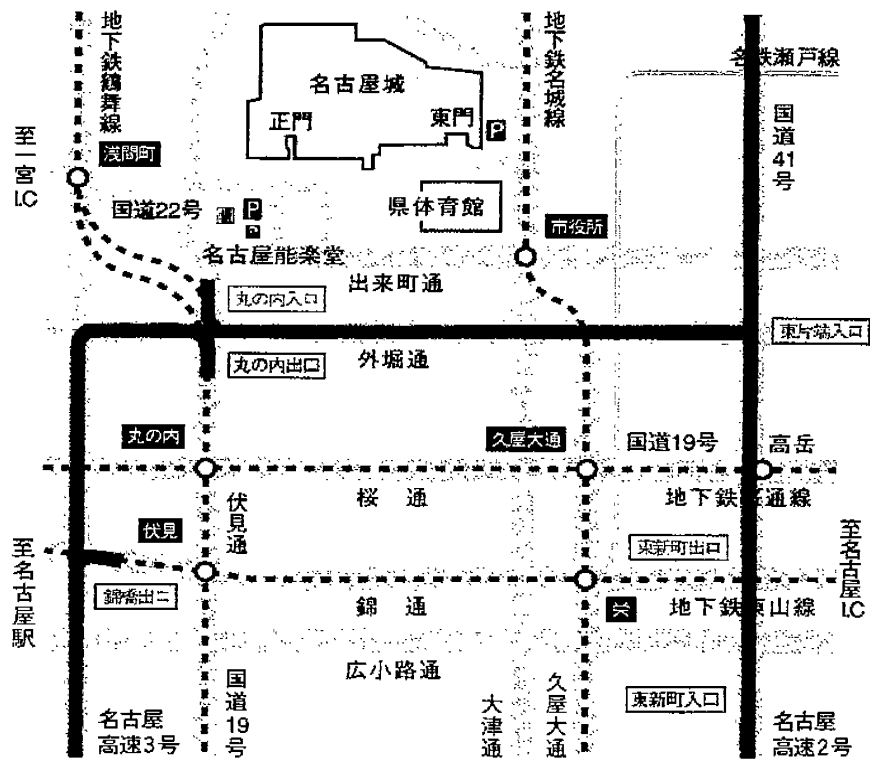 地下鉄鶴舞線
名古屋城
正門
東門
P
地下鉄名城線
名鉄瀬戸線
国道41号
至一宮I.C
浅間町
国道22号
P
P
名古屋能楽堂
県体育館
市役所
出来町通
丸の内入口
東片端入口
外堀通
丸の内出口
丸の内
久屋大通
国道19号
高岳
桜通
地下鉄桜通線
伏見通
伏見
至名古屋駅
東新町出口
至名古屋I.C
錦橋出口
錦通
栄
地下鉄東山線
広小路通
国道19号
大津通
久屋大通
東新町入口
名古屋
高速3号
名古屋
高速2号